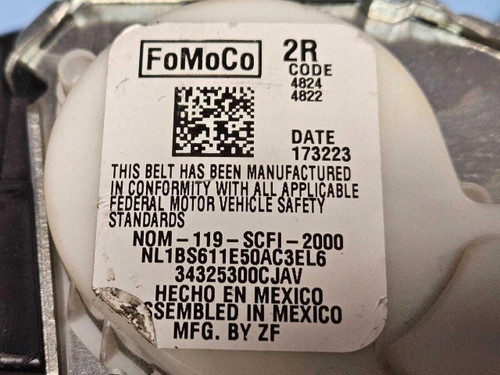 FoMoCo
2R
CODE
4824
4822
DATE
173223
THIS BELT HAS BEEN MANUFACTURED
IN CONFORMITY WITH ALL APPLICABLE
FEDERAL MOTOR VEHICLE SAFETY
STANDARDS
NOM-119-SCFI-2000
NL1BS611E50AC3EL6
34325300CJAV
HECHO EN MEXICO
SSEMBLED IN MEXICO
MFG. BY ZF